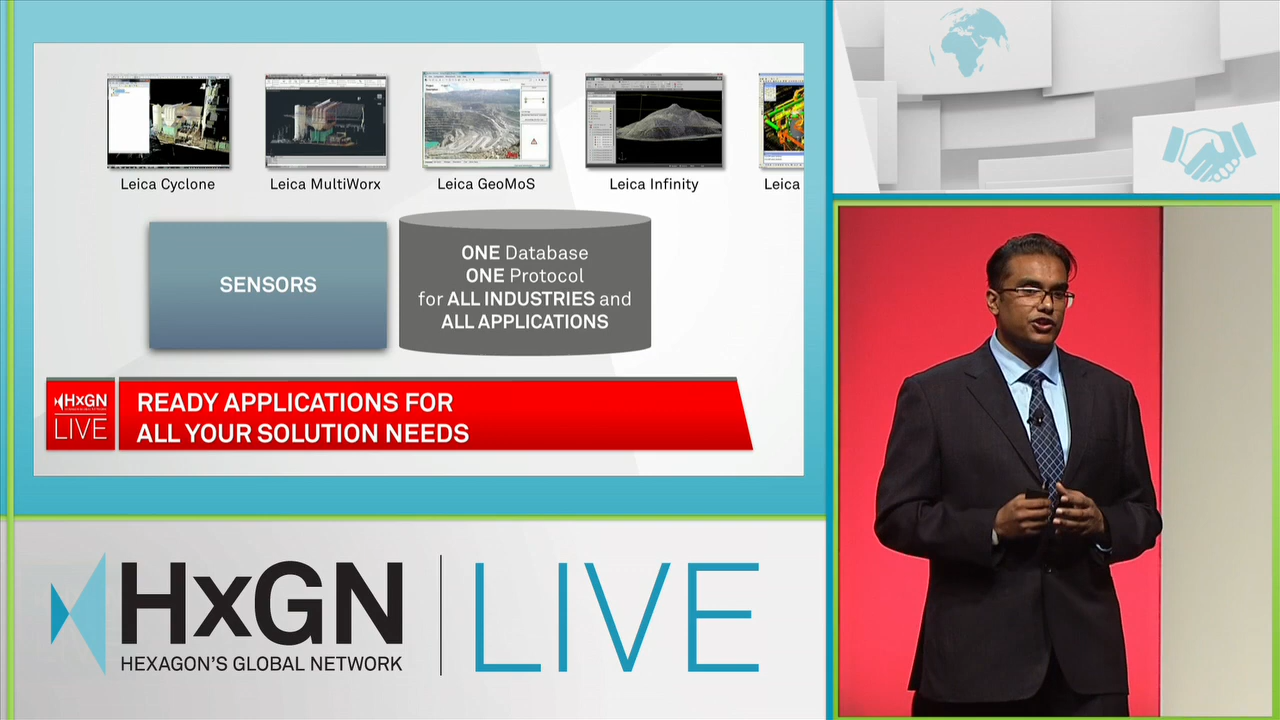 Leica Cyclone
Leica MultiWorx
Leica GeoMoS
Leica Infinity
Leica
SENSORS
ONE Database
ONE Protocol
for ALL INDUSTRIES and
ALL APPLICATIONS
HxGN
LIVE
READY APPLICATIONS FOR
ALL YOUR SOLUTION NEEDS
HxGN
HEXAGON'S GLOBAL NETWORK
LIVE